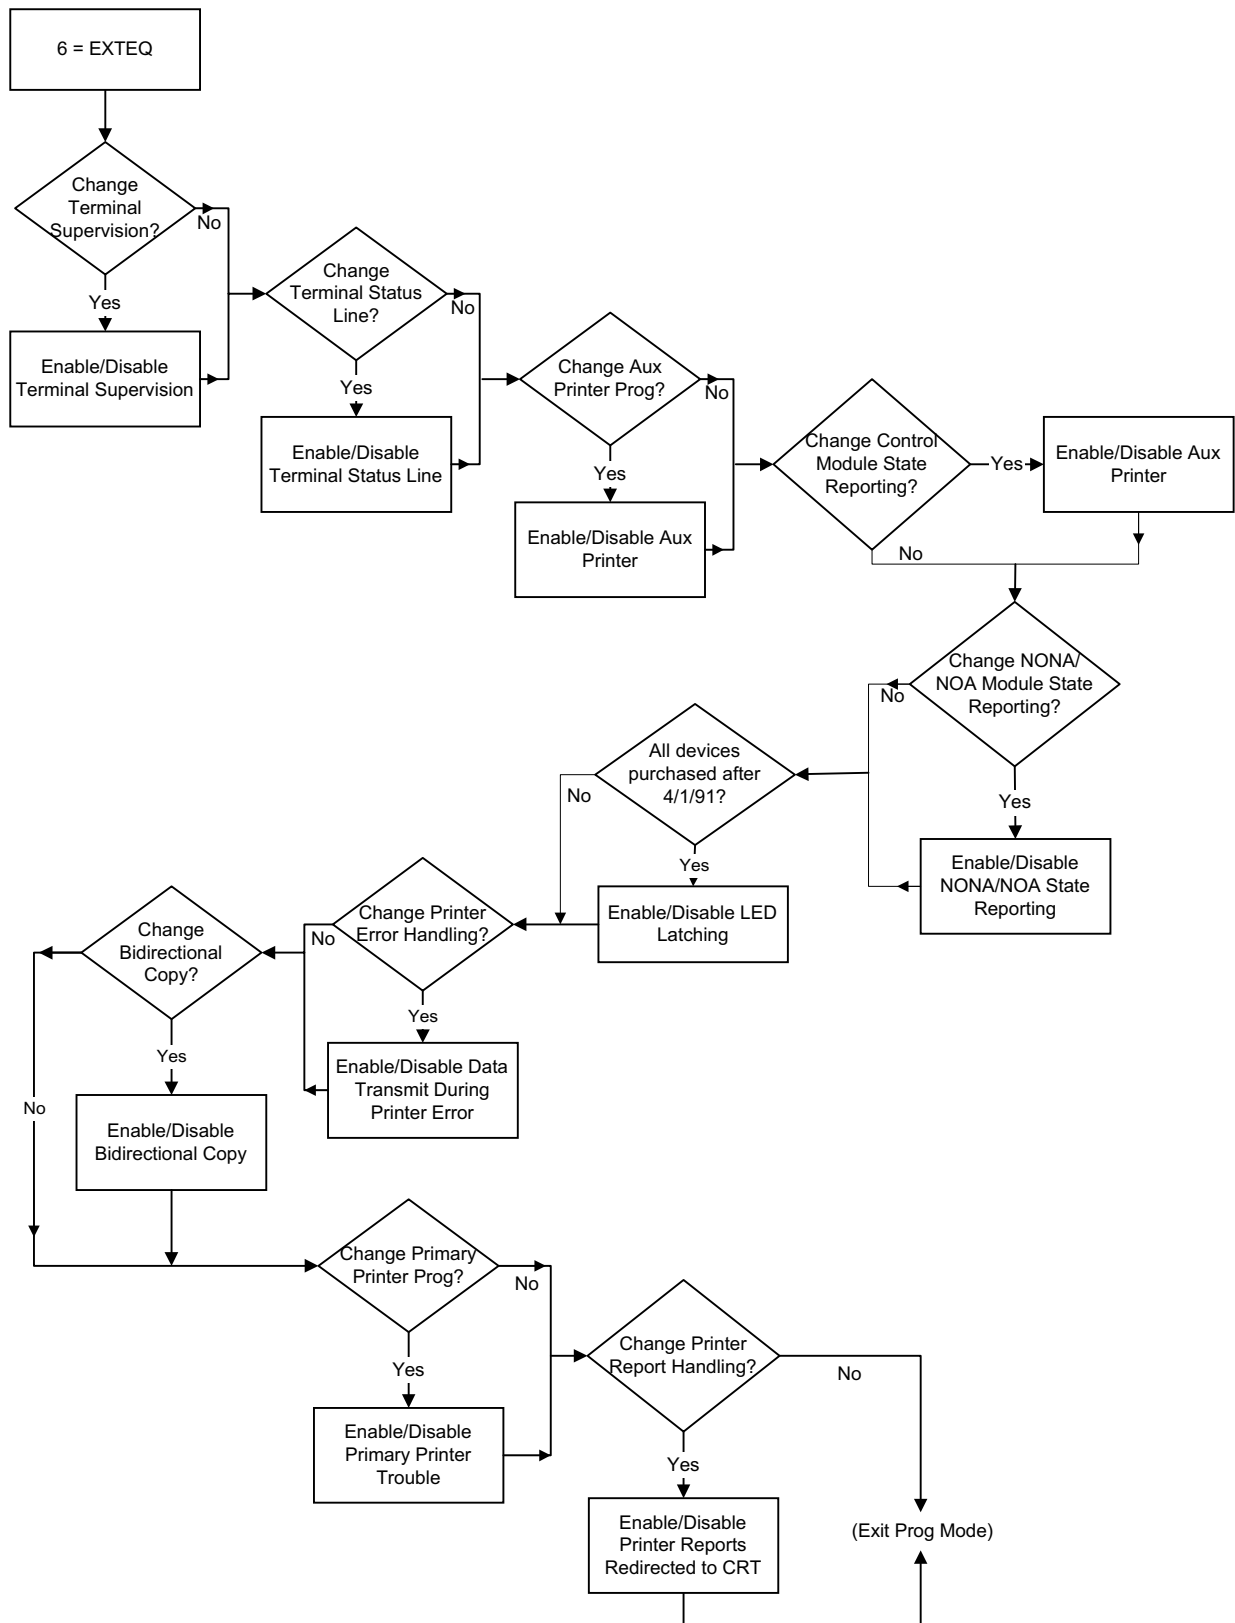 6 = EXTEQ
Change
Terminal
Supervision?
No
Yes
Enable/Disable
Terminal Supervision
Change
Terminal Status
Line?
No
Yes
Enable/Disable
Terminal Status Line
Change Aux
Printer Prog?
No
Yes
Enable/Disable Aux
Printer
Change Control
Module State
Reporting?
Yes
Enable/Disable Aux
Printer
No
Change NONA/
NOA Module State
Reporting?
No
Yes
Enable/Disable
NONA/NOA State
Reporting
All devices
purchased after
4/1/91?
No
Yes
Enable/Disable LED
Latching
Change Printer
Error Handling?
No
Yes
Enable/Disable Data
Transmit During
Printer Error
Change
Bidirectional
Copy?
Yes
No
Enable/Disable
Bidirectional Copy
Change Primary
Printer Prog?
No
Yes
Enable/Disable
Primary Printer
Trouble
Change Printer
Report Handling?
No
Yes
Enable/Disable
Printer Reports
Redirected to CRT
(Exit Prog Mode)